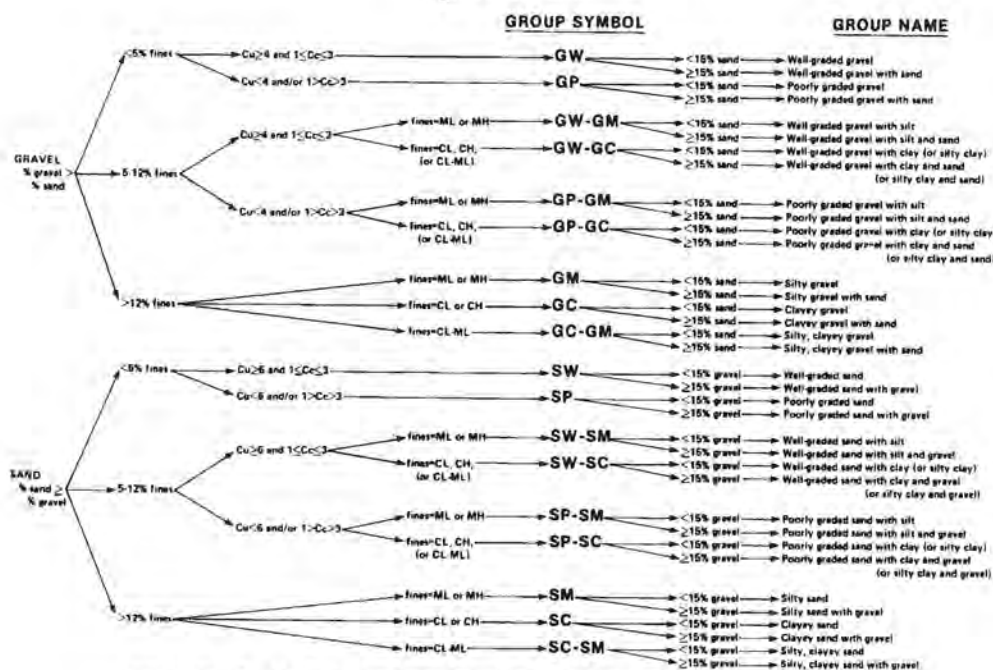 GROUP SYMBOL GROUP NAME
<5% fines Cu≥4 and 1≤Cc≤3 GW <15% sand Well-graded gravel
≥15% sand Well-graded gravel with sand
Cu<4 and/or 1>Cc>3 GP <15% sand Poorly graded gravel
≥15% sand Poorly graded gravel with sand
GRAVEL
% gravel >
% sand
5-12% fines Cu≥4 and 1≤Cc≤3 fines=ML or MH GW-GM <15% sand Well-graded gravel with silt
≥15% sand Well-graded gravel with silt and sand
fines=CL, CH, GW-GC <15% sand Well-graded gravel with clay (or silty clay)
(or CL-ML) ≥15% sand Well-graded gravel with clay and sand
(or silty clay and sand)
Cu<4 and/or 1>Cc>3 fines=ML or MH GP-GM <15% sand Poorly graded gravel with silt
≥15% sand Poorly graded gravel with silt and sand
fines=CL, CH, GP-GC <15% sand Poorly graded gravel with clay (or silty clay
(or CL-ML) ≥15% sand Poorly graded gravel with clay and sand
(or silty clay and sand)
>12% fines fines=ML or MH GM <15% sand Silty gravel
≥15% sand Silty gravel with sand
fines=CL or CH GC <15% sand Clayey gravel
≥15% sand Clayey gravel with sand
fines=CL-ML GC-GM <15% sand Silty, clayey gravel
≥15% sand Silty, clayey gravel with sand
<5% fines Cu≥6 and 1≤Cc≤3 SW <15% gravel Well-graded sand
≥15% gravel Well-graded sand with gravel
Cu<6 and/or 1>Cc>3 SP <15% gravel Poorly graded sand
≥15% gravel Poorly graded sand with gravel
SAND
% sand ≥
% gravel
5-12% fines Cu≥6 and 1≤Cc≤3 fines=ML or MH SW-SM <15% gravel Well-graded sand with silt
≥15% gravel Well-graded sand with silt and gravel
fines=CL, CH, SW-SC <15% gravel Well-graded sand with clay (or silty clay)
(or CL-ML) ≥15% gravel Well-graded sand with clay and gravel
(or silty clay and gravel)
Cu<6 and/or 1>Cc>3 fines=ML or MH SP-SM <15% gravel Poorly graded sand with silt
≥15% gravel Poorly graded sand with silt and gravel
fines=CL, CH, SP-SC <15% gravel Poorly graded sand with clay (or silty clay)
(or CL-ML) ≥15% gravel Poorly graded sand with clay and gravel
(or silty clay and gravel)
>12% fines fines=ML or MH SM <15% gravel Silty sand
≥15% gravel Silty sand with gravel
fines=CL or CH SC <15% gravel Clayey sand
≥15% gravel Clayey sand with gravel
fines=CL-ML SC-SM <15% gravel Silty, clayey sand
≥15% gravel Silty, clayey sand with gravel